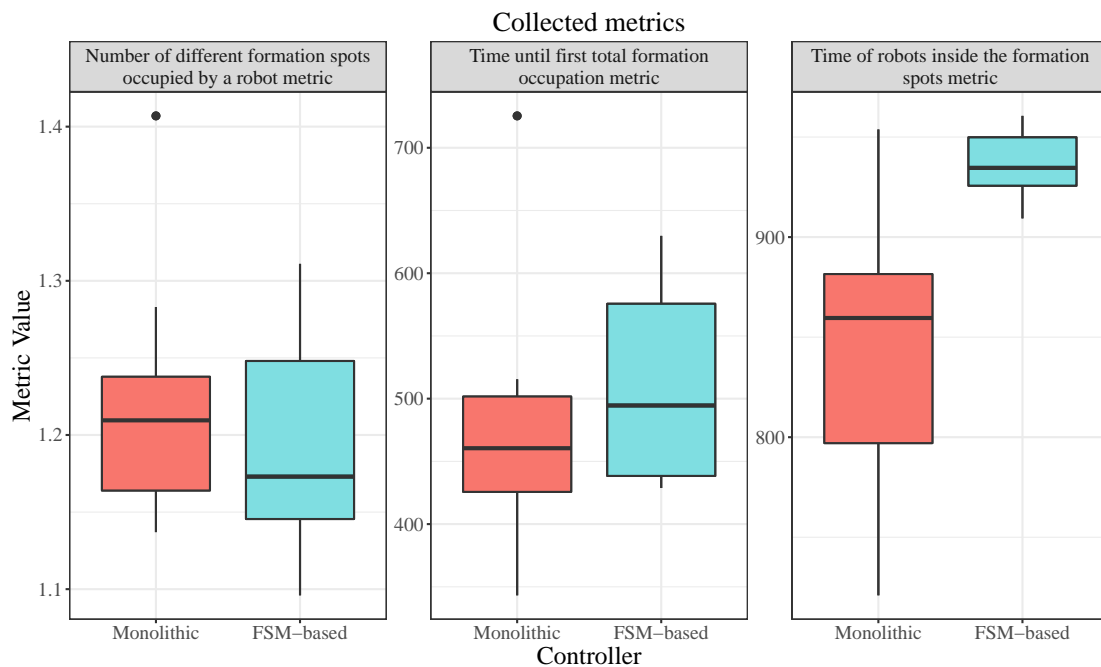 Collected metrics
Number of different formation spots
occupied by a robot metric
Time until first total formation
occupation metric
Time of robots inside the formation
spots metric
Metric Value
1.4
1.3
1.2
1.1
700
600
500
400
900
800
Monolithic
FSM−based
Monolithic
FSM−based
Monolithic
FSM−based
Controller